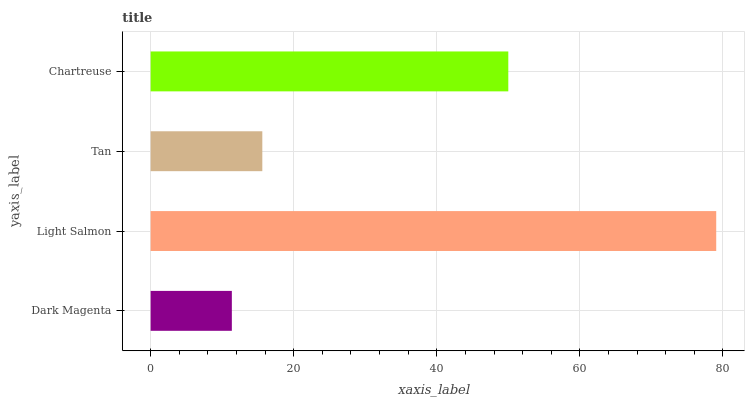 title
Chartreuse
Tan
Light Salmon
Dark Magenta
yaxis_label
0 20 40 60 80
xaxis_label